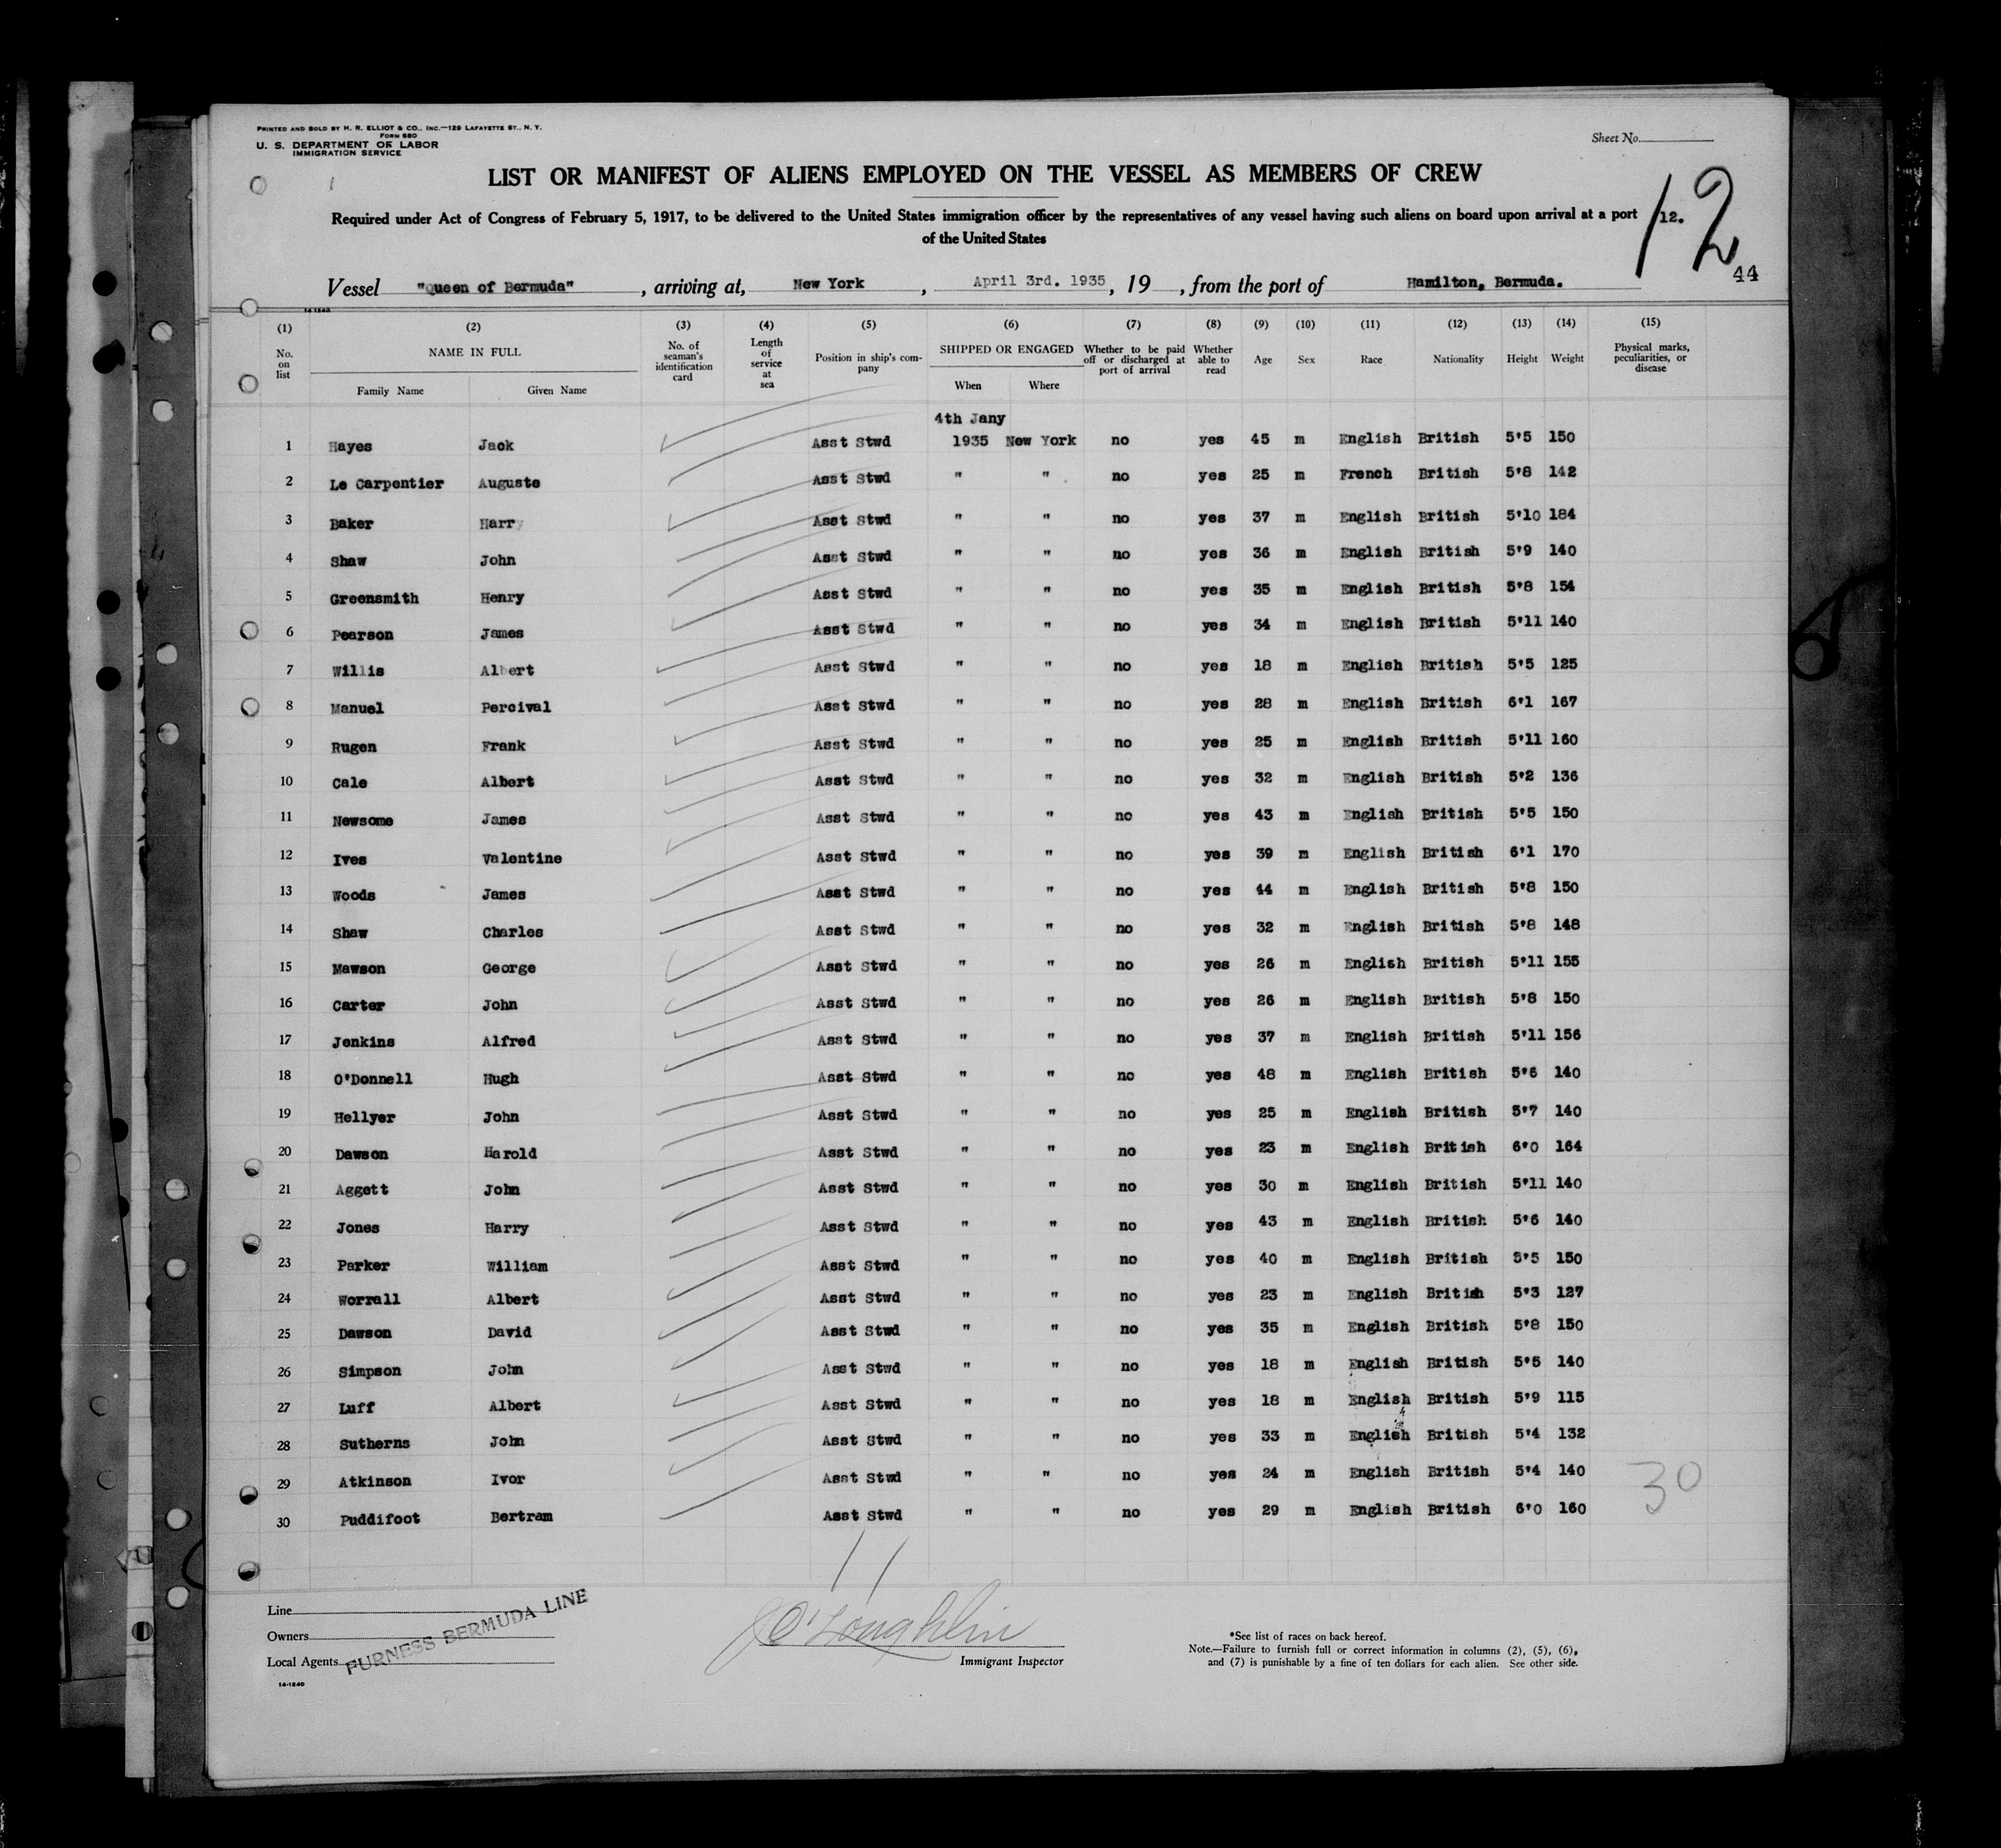 PRINTED AND SOLD BY H. R. ELLIOT & CO., INC.—129 LAFAYETTE ST., N. Y.
FORM 680
U. S. DEPARTMENT OF LABOR
IMMIGRATION SERVICE
Sheet No.
LIST OR MANIFEST OF ALIENS EMPLOYED ON THE VESSEL AS MEMBERS OF CREW
Required under Act of Congress of February 5, 1917, to be delivered to the United States immigration officer by the representatives of any vessel having such aliens on board upon arrival at a port
of the United States
12.
12
44
Vessel "Queen of Bermuda", arriving at, New York, April 3rd. 1935, 19 , from the port of Hamilton, Bermuda.
14-1240
(1) (2) (3) (4) (5) (6) (7) (8) (9) (10) (11) (12) (13) (14) (15)
No. on list NAME IN FULL Family Name Given Name No. of seaman's identification card Length of service at sea Position in ship's company SHIPPED OR ENGAGED When Where Whether to be paid off or discharged at port of arrival Whether able to read Age Sex Race Nationality Height Weight Physical marks, peculiarities, or disease
4th Jany
1 Hayes Jack Asst Stwd 1935 New York no yes 45 m English British 5'5 150
2 Le Carpentier Auguste Asst Stwd " " no yes 25 m French British 5'8 142
3 Baker Harry Asst Stwd " " no yes 37 m English British 5'10 184
4 Shaw John Asst Stwd " " no yes 36 m English British 5'9 140
5 Greensmith Henry Asst Stwd " " no yes 35 m English British 5'8 154
6 Pearson James Asst Stwd " " no yes 34 m English British 5'11 140
7 Willis Albert Asst Stwd " " no yes 18 m English British 5'5 125
8 Manuel Percival Asst Stwd " " no yes 28 m English British 6'1 167
9 Rugen Frank Asst Stwd " " no yes 25 m English British 5'11 160
10 Cale Albert Asst Stwd " " no yes 32 m English British 5'2 136
11 Newsome James Asst Stwd " " no yes 43 m English British 5'5 150
12 Ives Valentine Asst Stwd " " no yes 39 m English British 6'1 170
13 Woods James Asst Stwd " " no yes 44 m English British 5'8 150
14 Shaw Charles Asst Stwd " " no yes 32 m English British 5'8 148
15 Mawson George Asst Stwd " " no yes 26 m English British 5'11 155
16 Carter John Asst Stwd " " no yes 26 m English British 5'8 150
17 Jenkins Alfred Asst Stwd " " no yes 37 m English British 5'11 156
18 O'Donnell Hugh Asst Stwd " " no yes 48 m English British 5'6 140
19 Hellyer John Asst Stwd " " no yes 25 m English British 5'7 140
20 Dawson Harold Asst Stwd " " no yes 23 m English British 6'0 164
21 Aggett John Asst Stwd " " no yes 30 m English British 5'11 140
22 Jones Harry Asst Stwd " " no yes 43 m English British 5'6 140
23 Parker William Asst Stwd " " no yes 40 m English British 5'5 150
24 Worrall Albert Asst Stwd " " no yes 23 m English British 5'3 127
25 Dawson David Asst Stwd " " no yes 35 m English British 5'8 150
26 Simpson John Asst Stwd " " no yes 18 m English British 5'5 140
27 Luff Albert Asst Stwd " " no yes 18 m English British 5'9 115
28 Sutherns John Asst Stwd " " no yes 33 m English British 5'4 132
29 Atkinson Ivor Asst Stwd " " no yes 24 m English British 5'4 140
30 Puddifoot Bertram Asst Stwd " " no yes 29 m English British 6'0 160
30
11
Line
Owners
Local Agents
FURNESS BERMUDA LINE
14-1240
J O'Loughlin
Immigrant Inspector
*See list of races on back hereof.
Note.—Failure to furnish full or correct information in columns (2), (5), (6),
and (7) is punishable by a fine of ten dollars for each alien. See other side.